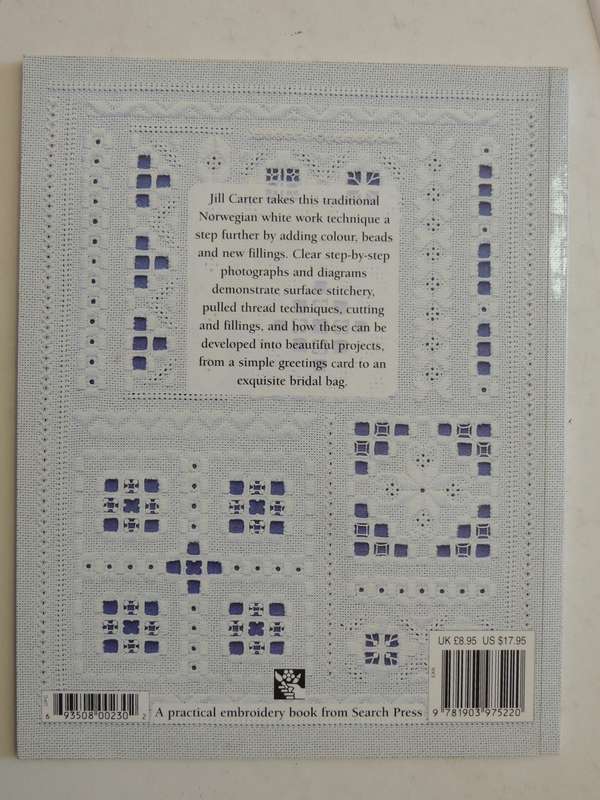 Jill Carter takes this traditional
Norwegian white work technique a
step further by adding colour, beads
and new fillings. Clear step-by-step
photographs and diagrams
demonstrate surface stitchery,
pulled thread techniques, cutting
and fillings, and how these can be
developed into beautiful projects,
from a simple greetings card to an
exquisite bridal bag.
UK £8.95 US $17.95
6 93508 00230 2
A practical embroidery book from Search Press
9 781903 975220